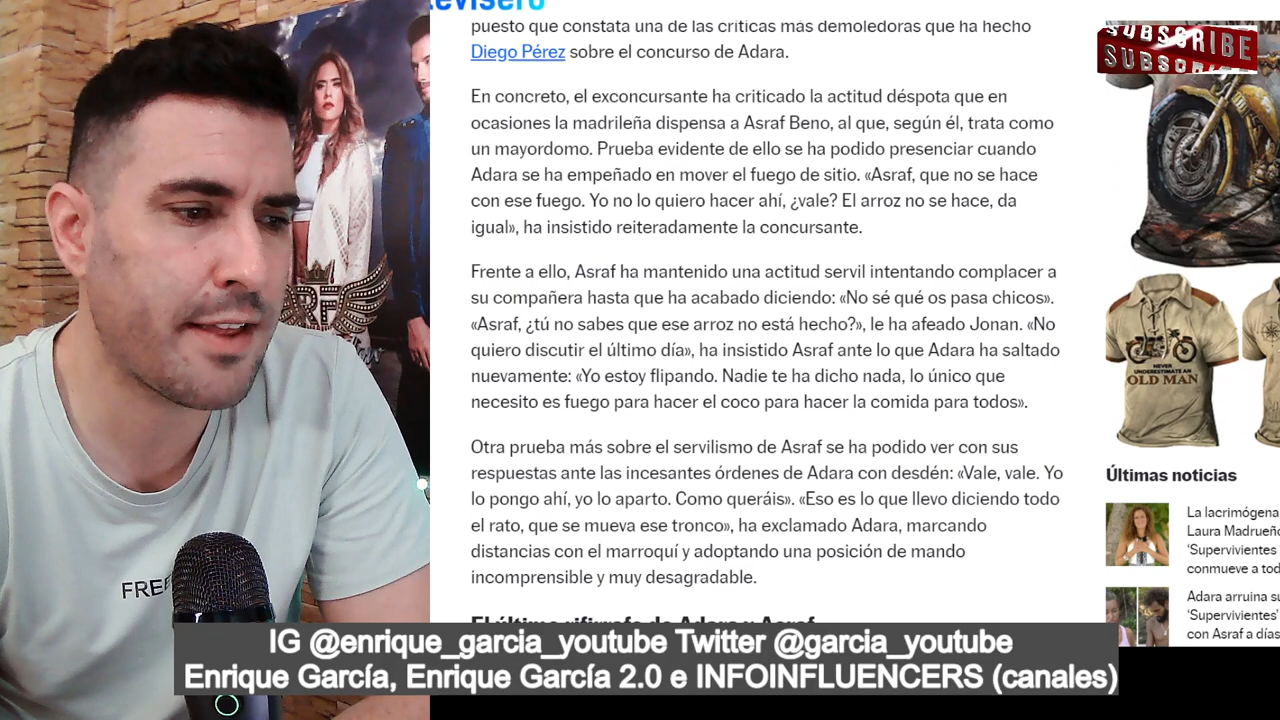 televisero
puesto que constata una de las críticas más demoledoras que ha hecho
Diego Pérez sobre el concurso de Adara.
En concreto, el exconcursante ha criticado la actitud déspota que en
ocasiones la madrileña dispensa a Asraf Beno, al que, según él, trata como
un mayordomo. Prueba evidente de ello se ha podido presenciar cuando
Adara se ha empeñado en mover el fuego de sitio. «Asraf, que no se hace
con ese fuego. Yo no lo quiero hacer ahí, ¿vale? El arroz no se hace, da
igual», ha insistido reiteradamente la concursante.
Frente a ello, Asraf ha mantenido una actitud servil intentando complacer a
su compañera hasta que ha acabado diciendo: «No sé qué os pasa chicos».
«Asraf, ¿tú no sabes que ese arroz no está hecho?», le ha afeado Jonan. «No
quiero discutir el último día», ha insistido Asraf ante lo que Adara ha saltado
nuevamente: «Yo estoy flipando. Nadie te ha dicho nada, lo único que
necesito es fuego para hacer el coco para hacer la comida para todos».
Otra prueba más sobre el servilismo de Asraf se ha podido ver con sus
respuestas ante las incesantes órdenes de Adara con desdén: «Vale, vale. Yo
lo pongo ahí, yo lo aparto. Como queráis». «Eso es lo que llevo diciendo todo
el rato, que se mueva ese tronco», ha exclamado Adara, marcando
distancias con el marroquí y adoptando una posición de mando
incomprensible y muy desagradable.
El último rifirrafe de Adara y Asraf
SUBSCRIBE
SUBSCRIBE
NEVER
UNDERESTIMATE AN
OLD MAN
Últimas noticias
La lacrimógena
Laura Madrueño
'Supervivientes
conmueve a tod
Adara arruina su
'Supervivientes'
con Asraf a días
RF
FREE
IG @enrique_garcia_youtube Twitter @garcia_youtube
Enrique García, Enrique García 2.0 e INFOINFLUENCERS (canales)